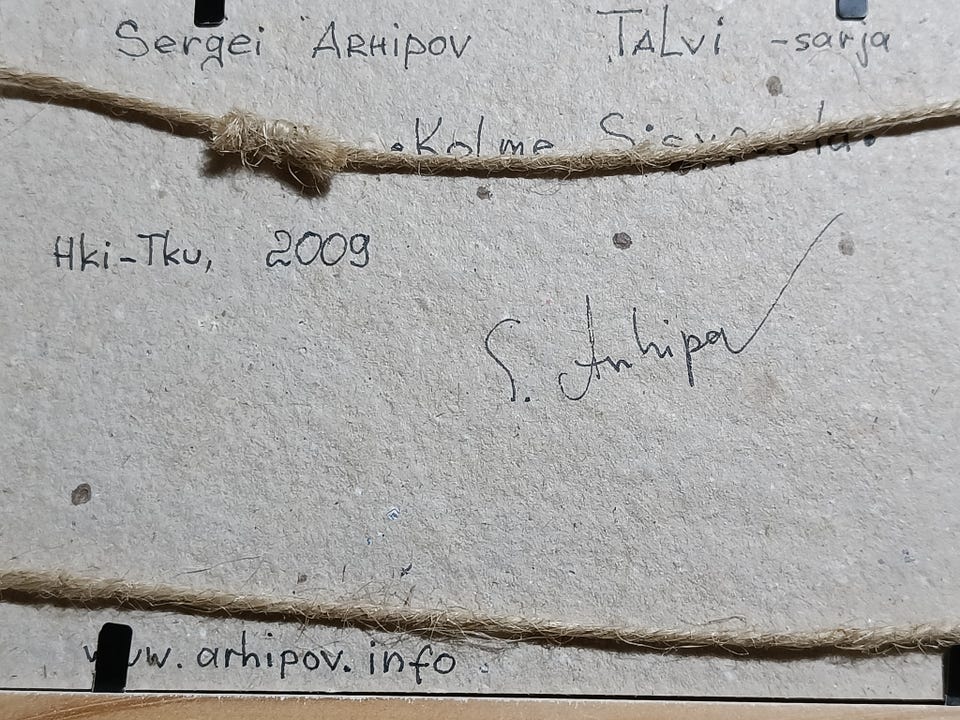 Sergei Arhipov Talvi -sarja
Kolme
Hki-Tku, 2009
S. Arhipov
www.arhipov.info